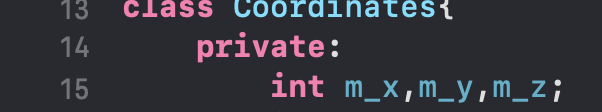 13 class Coordinates{
14 private:
15 int m_x,m_y,m_z;